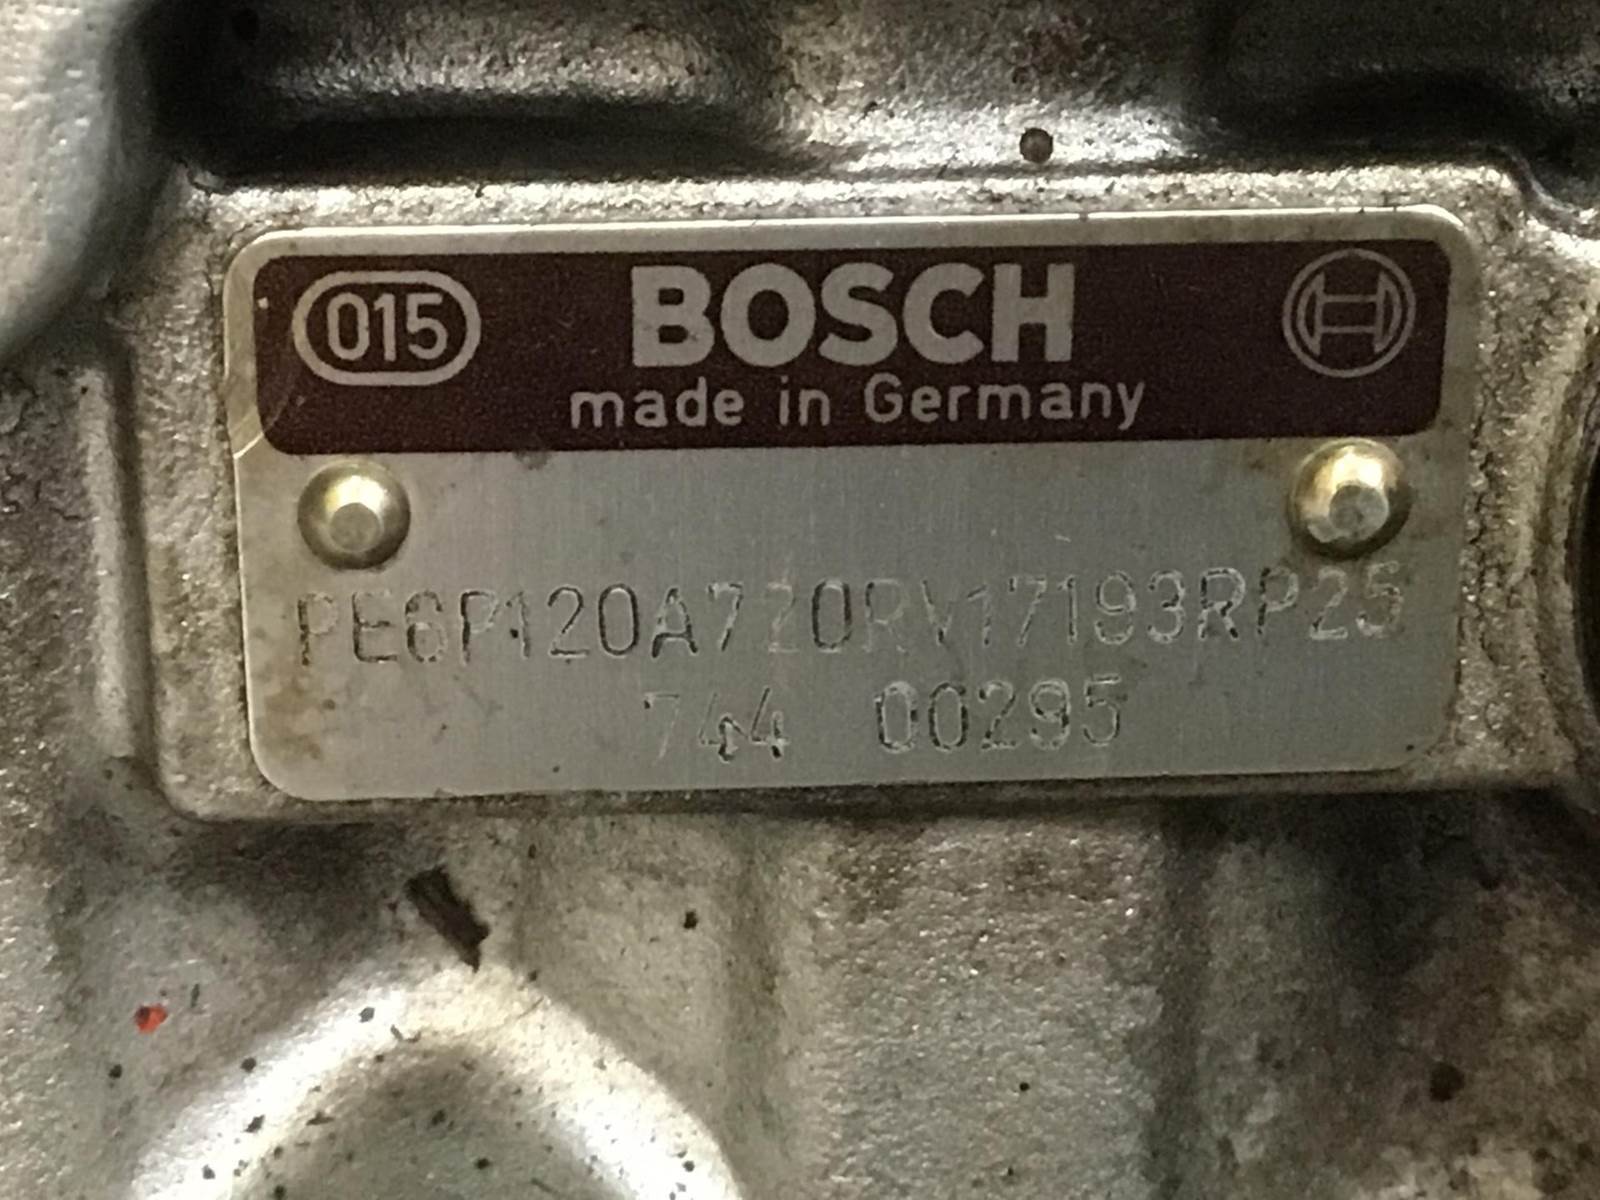 015
BOSCH
made in Germany
PE6P120A720RV17193RP25
744 00295